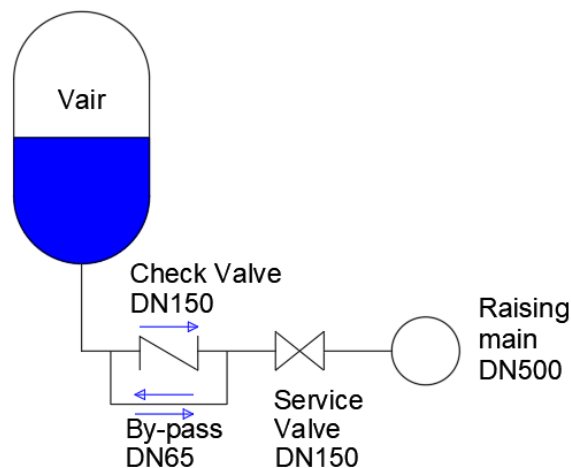 Vair
Check Valve
DN150
Raising
main
DN500
By-pass
DN65
Service
Valve
DN150